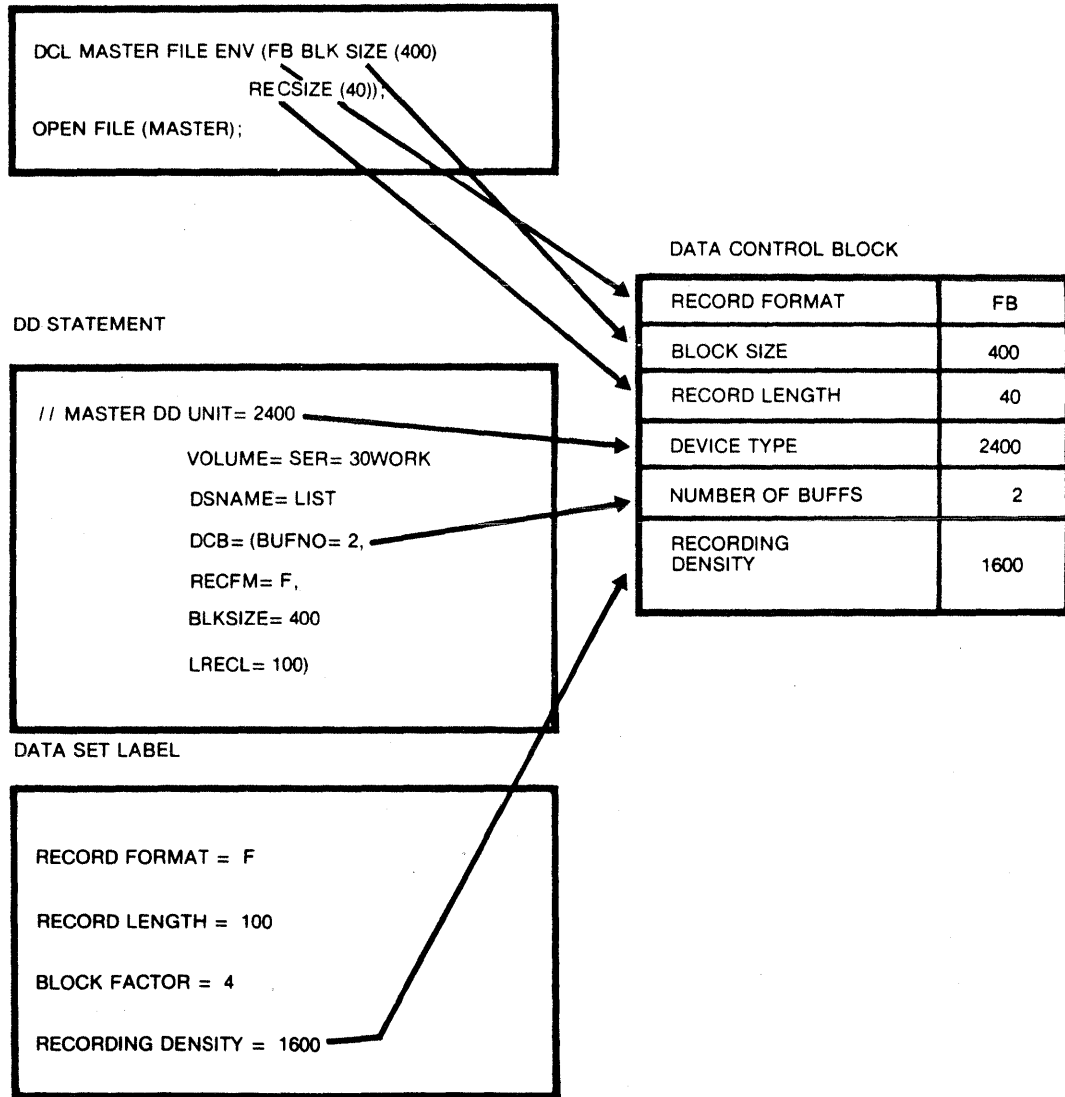 DCL MASTER FILE ENV (FB BLK SIZE (400)
RECSIZE (40));
OPEN FILE (MASTER);
DD STATEMENT
// MASTER DD UNIT= 2400
VOLUME= SER= 30WORK
DSNAME= LIST
DCB= (BUFNO= 2,
RECFM= F,
BLKSIZE= 400
LRECL= 100)
DATA SET LABEL
RECORD FORMAT = F
RECORD LENGTH = 100
BLOCK FACTOR = 4
RECORDING DENSITY = 1600
DATA CONTROL BLOCK
RECORD FORMAT FB
BLOCK SIZE 400
RECORD LENGTH 40
DEVICE TYPE 2400
NUMBER OF BUFFS 2
RECORDING
DENSITY 1600